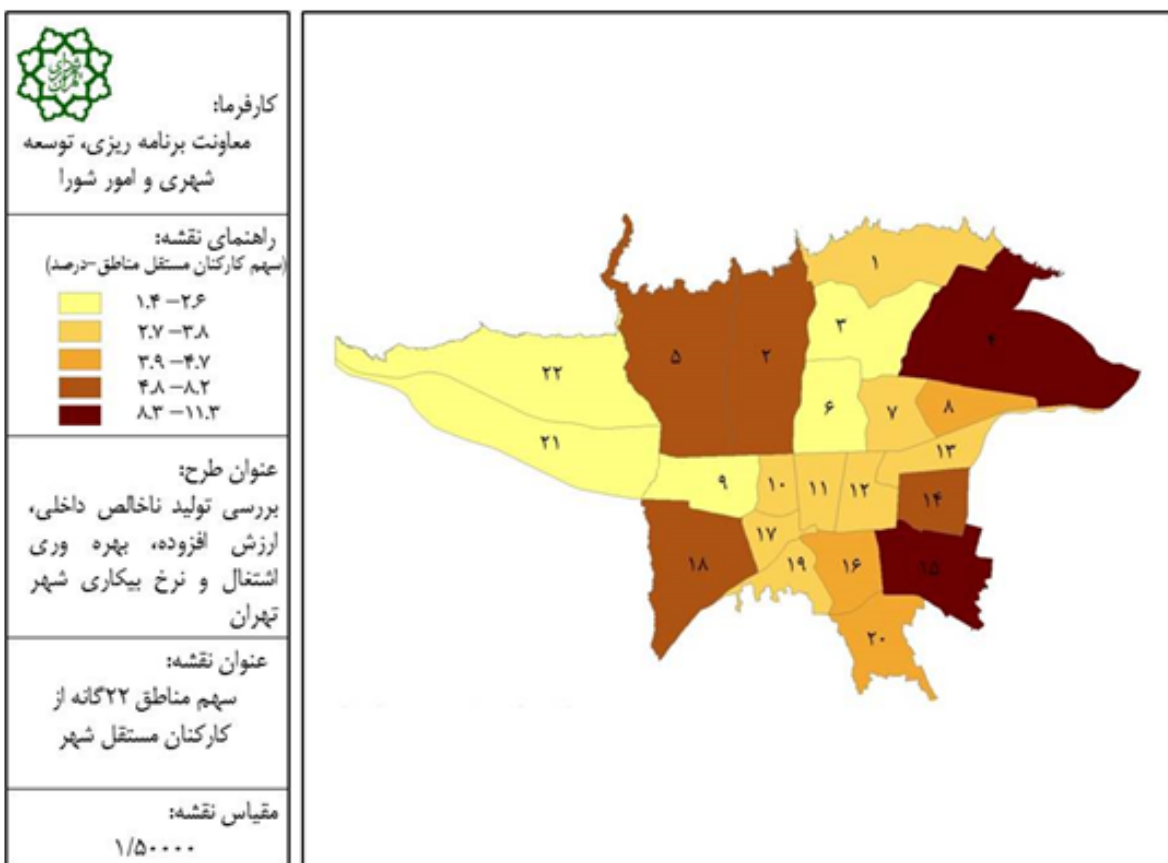 کارفرما:
معاونت برنامه ریزی، توسعه
شهری و امور شورا
راهنمای نقشه:
(سهم کارکنان مستقل مناطق-درصد)
۱.۴ – ۲.۶
۲.۷ – ۳.۸
۳.۹ – ۴.۷
۴.۸ – ۸.۲
۸.۳ – ۱۱.۳
عنوان طرح:
بررسی تولید ناخالص داخلی،
ارزش افزوده، بهره وری
اشتغال و نرخ بیکاری شهر
تهران
عنوان نقشه:
سهم مناطق ۲۲گانه از
کارکنان مستقل شهر
مقیاس نقشه:
۱/۵۰۰۰۰
۱
۲
۳
۴
۵
۶
۷
۸
۹
۱۰
۱۱
۱۲
۱۳
۱۴
۱۵
۱۶
۱۷
۱۸
۱۹
۲۰
۲۱
۲۲